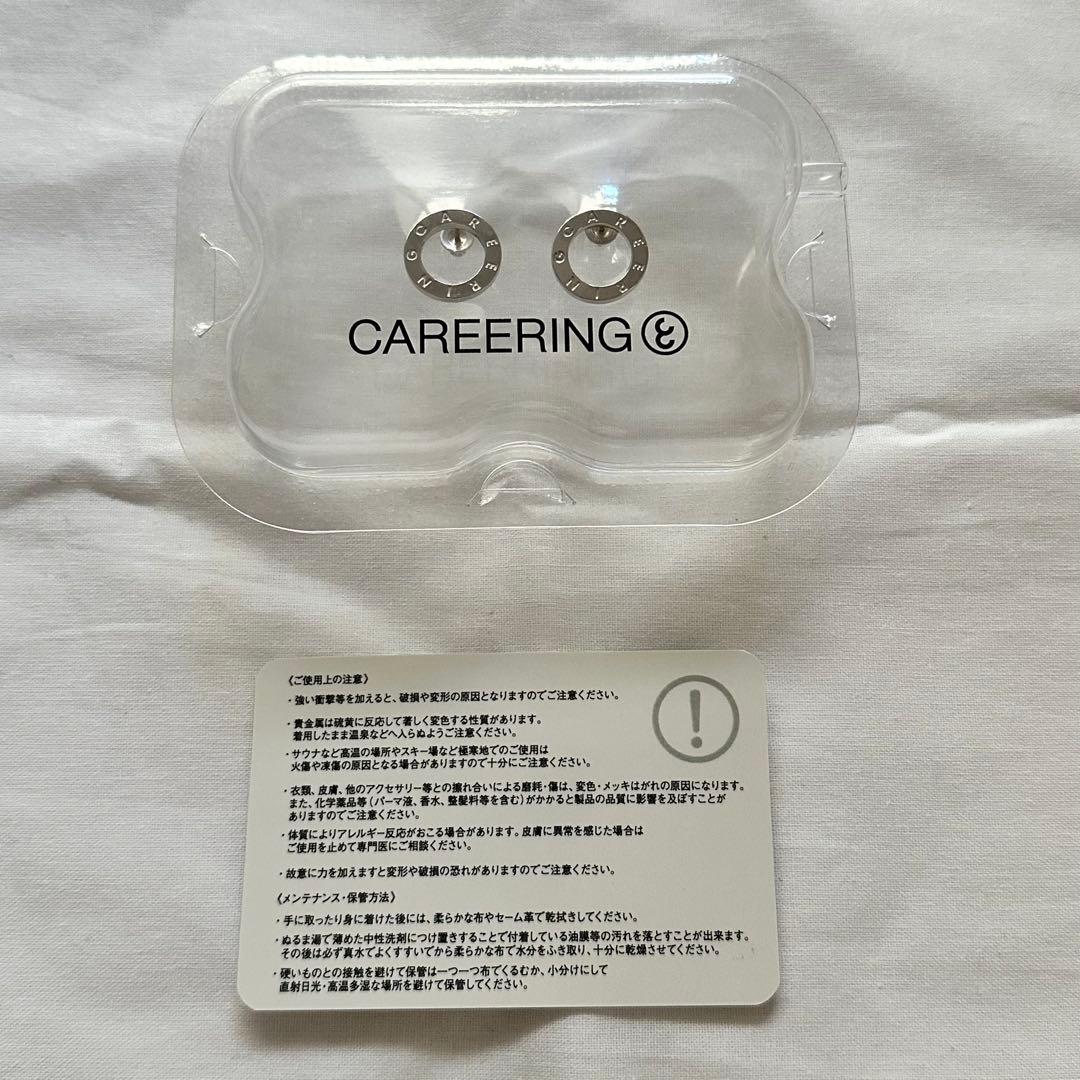 CAREERING
CAREERING
CAREERING
《ご使用上の注意》
・強い衝撃等を加えると、破損や変形の原因となりますのでご注意ください。
・貴金属は硫黄に反応して著しく変色する性質があります。
着用したまま温泉などへ入らぬようご注意ください。
・サウナなど高温の場所やスキー場など極寒地でのご使用は
火傷や凍傷の原因となる場合がありますので十分にご注意ください。
・衣類、皮膚、他のアクセサリー等との擦れ合いによる磨耗・傷は、変色・メッキはがれの原因になります。
また、化学薬品等(パーマ液、香水、整髪料等を含む)がかかると製品の品質に影響を及ぼすことが
ありますのでご注意ください。
・体質によりアレルギー反応がおこる場合があります。皮膚に異常を感じた場合は
ご使用を止めて専門医にご相談ください。
・故意に力を加えますと変形や破損の恐れがありますのでご注意ください。
《メンテナンス・保管方法》
・手に取ったり身に着けた後には、柔らかな布やセーム革で乾拭きしてください。
・ぬるま湯で薄めた中性洗剤につけ置きすることで付着している油膜等の汚れを落とすことが出来ます。
その後は必ず真水でよくすすいでから柔らかな布で水分をふき取り、十分に乾燥させてください。
・硬いものとの接触を避けて保管は一つ一つ布でくるむか、小分けにして
直射日光・高温多湿な場所を避けて保管してください。